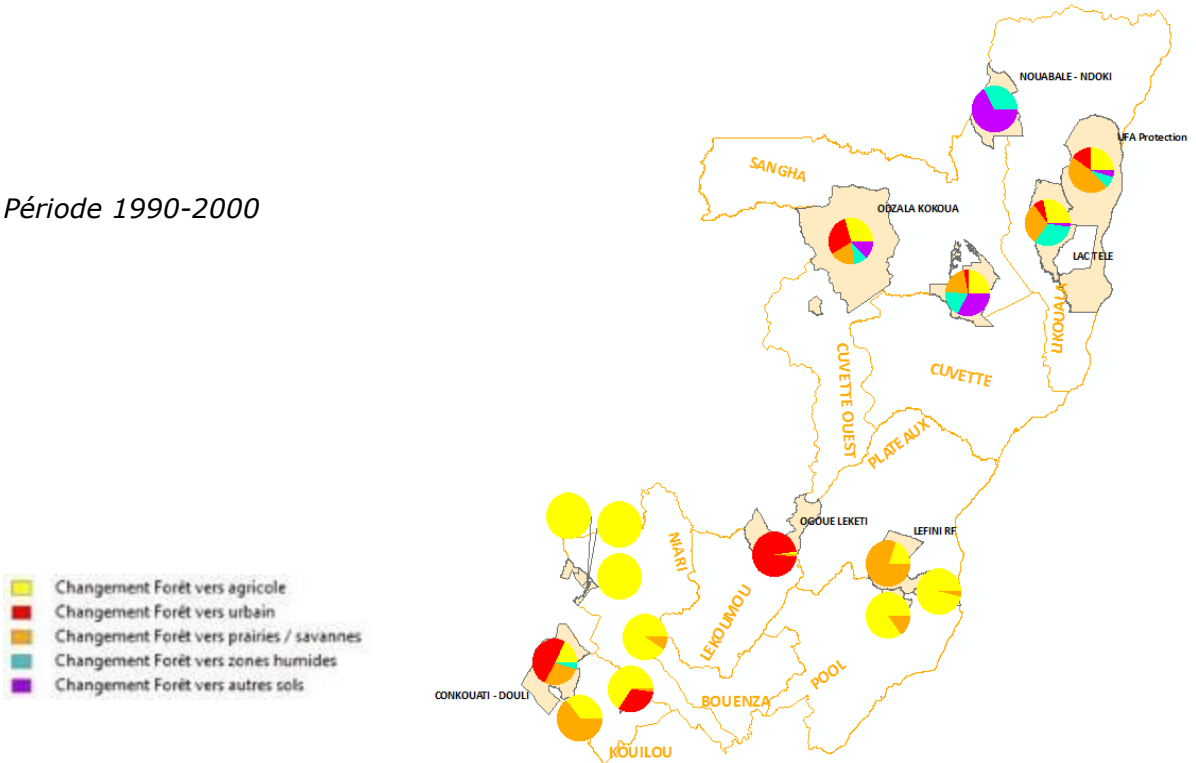 NOUABALE - NDOKI
UFA Protection
SANGHA
Période 1990-2000
ODZALA KOKOUA
LAC TELE
LIKOUALA
CUVETTE OUEST
CUVETTE
PLATEAUX
OGOUE LEKETI
LEFINI RF
NIARI
Changement Forêt vers agricole
Changement Forêt vers urbain
Changement Forêt vers prairies / savannes
Changement Forêt vers zones humides
Changement Forêt vers autres sols
LEKOUMOU
POOL
CONKOUATI - DOULI
BOUENZA
KOUILOU